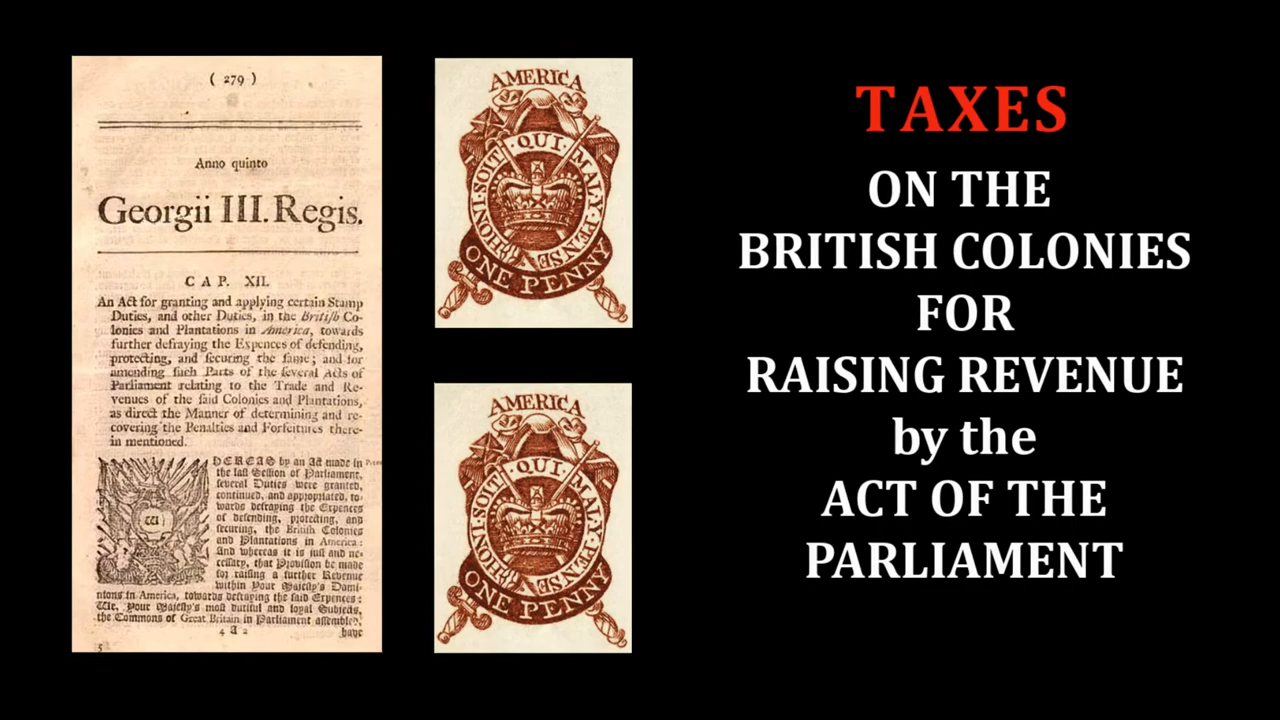 ( 279 )
Anno quinto
Georgii III. Regis.
C A P. XII.
An Act for granting and applying certain Stamp
Duties, and other Duties, in the British Co-
lonies and Plantations in America, towards
further defraying the Expences of defending,
protecting, and securing the same; and for
amending such Parts of the several Acts of
Parliament relating to the Trade and Re-
venues of the said Colonies and Plantations,
as direct the Manner of determining and re-
covering the Penalties and Forfeitures there-
in mentioned.
WHEREAS by an Act made in
the last Session of Parliament,
several Duties were granted,
continued, and appropriated, to-
wards defraying the Expences
of defending, protecting, and
securing, the British Colonies
and Plantations in America:
And whereas it is just and ne-
cessary, that Provision be made
for raising a further Revenue
within Your Majesty's Domi-
nions in America, towards defraying the said Expences:
We, Your Majesty's most dutiful and loyal Subjects,
the Commons of Great Britain in Parliament assembled,
4 A 2
have
5
AMERICA
HONI·SOIT·QUI·MAL·Y·PENSE
ONE PENNY
AMERICA
HONI·SOIT·QUI·MAL·Y·PENSE
ONE PENNY
TAXES
ON THE
BRITISH COLONIES
FOR
RAISING REVENUE
by the
ACT OF THE
PARLIAMENT